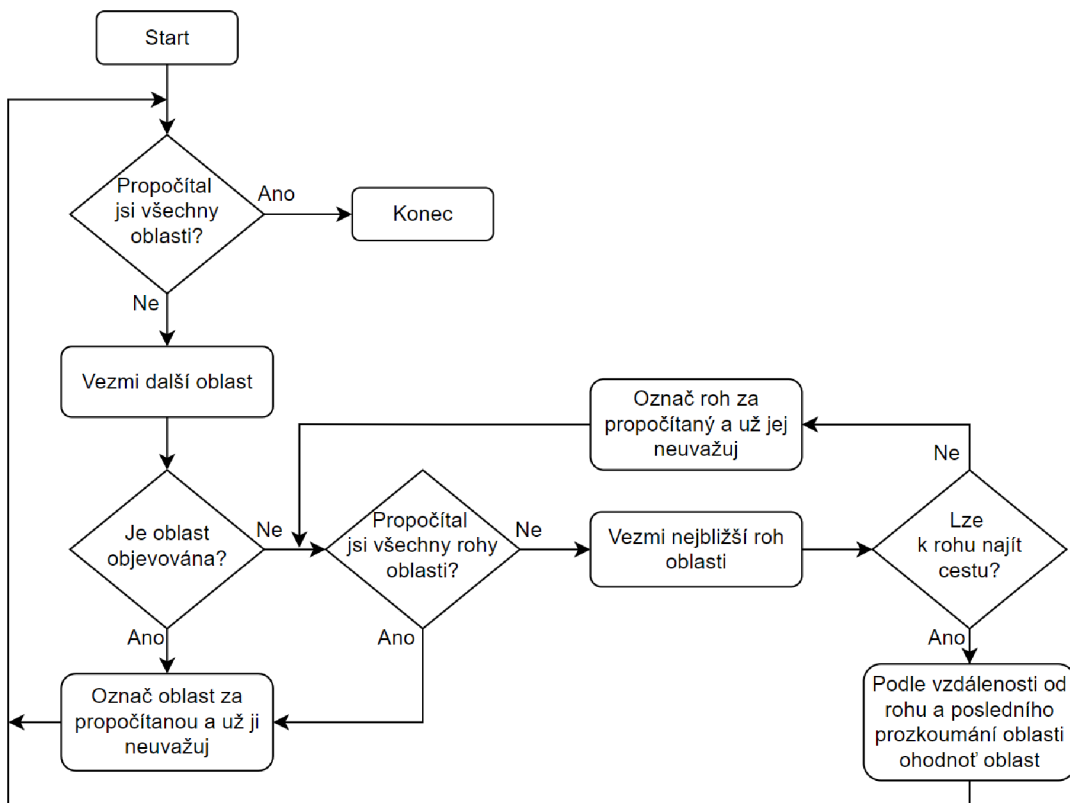 Start
Propočítal
jsi všechny
oblasti?
Ano
Konec
Ne
Vezmi další oblast
Označ roh za
propočítaný a už jej
neuvažuj
Ne
Je oblast
objevována?
Ne
Propočítal
jsi všechny rohy
oblasti?
Ne
Vezmi nejbližší roh
oblasti
Lze
k rohu najít
cestu?
Ano
Ano
Ano
Označ oblast za
propočítanou a už ji
neuvažuj
Podle vzdálenosti od
rohu a posledního
prozkoumání oblasti
ohodnoť oblast